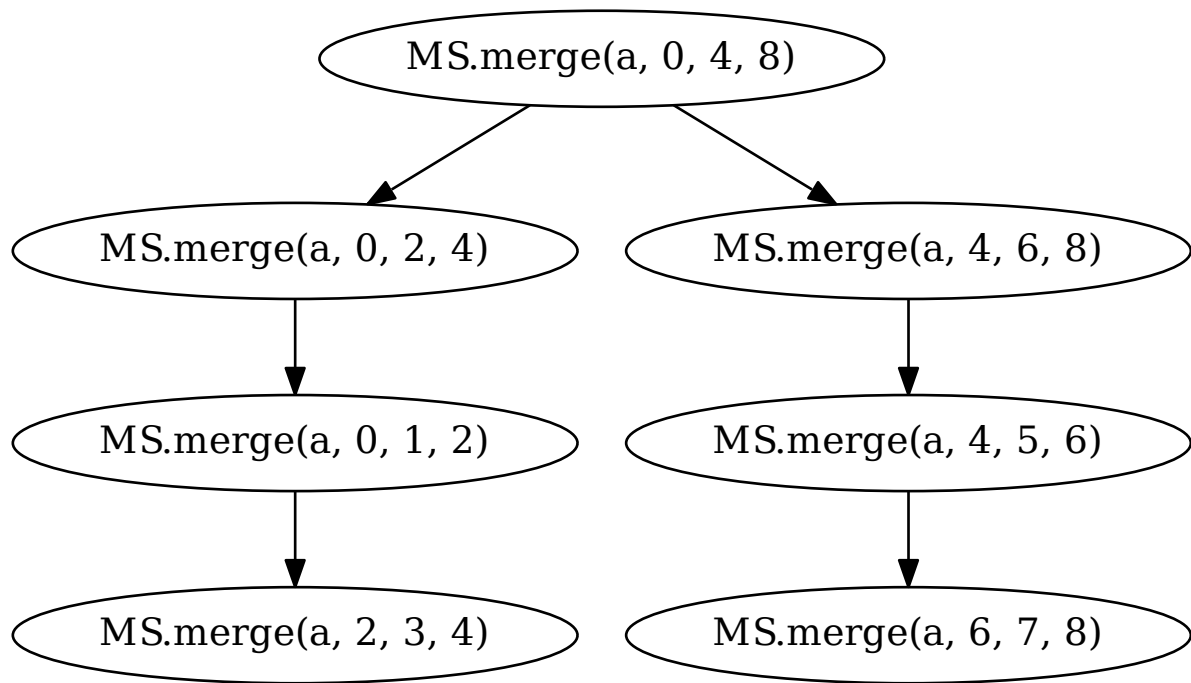 MS.merge(a, 0, 4, 8)
MS.merge(a, 0, 2, 4)
MS.merge(a, 4, 6, 8)
MS.merge(a, 0, 1, 2)
MS.merge(a, 4, 5, 6)
MS.merge(a, 2, 3, 4)
MS.merge(a, 6, 7, 8)